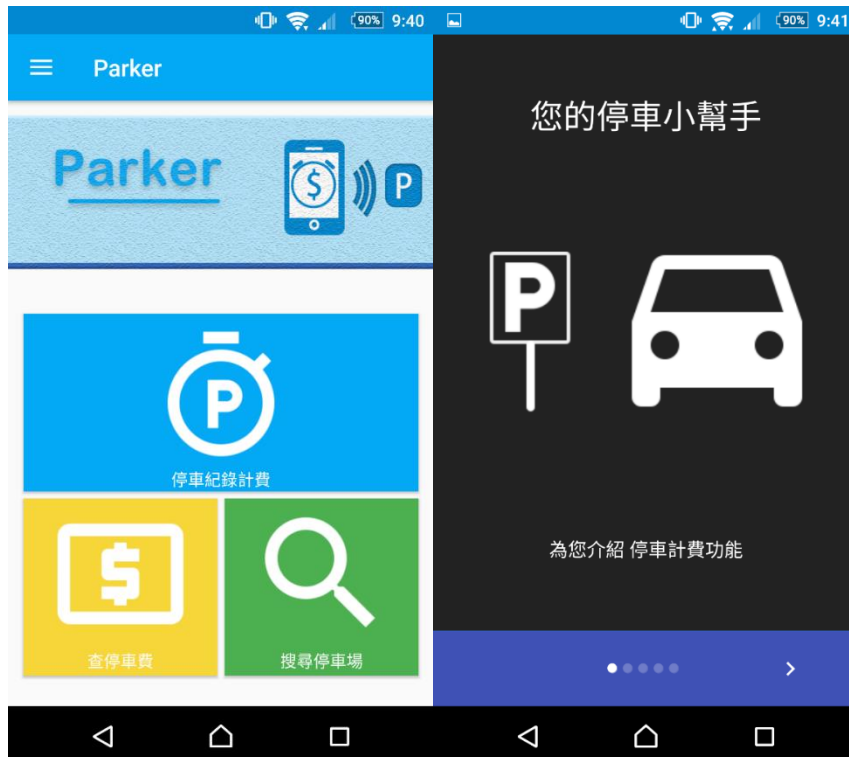 90% 9:40
Parker
Parker
$
P
P
停車紀錄計費
$
查停車費
搜尋停車場
90% 9:41
您的停車小幫手
P
為您介紹 停車計費功能